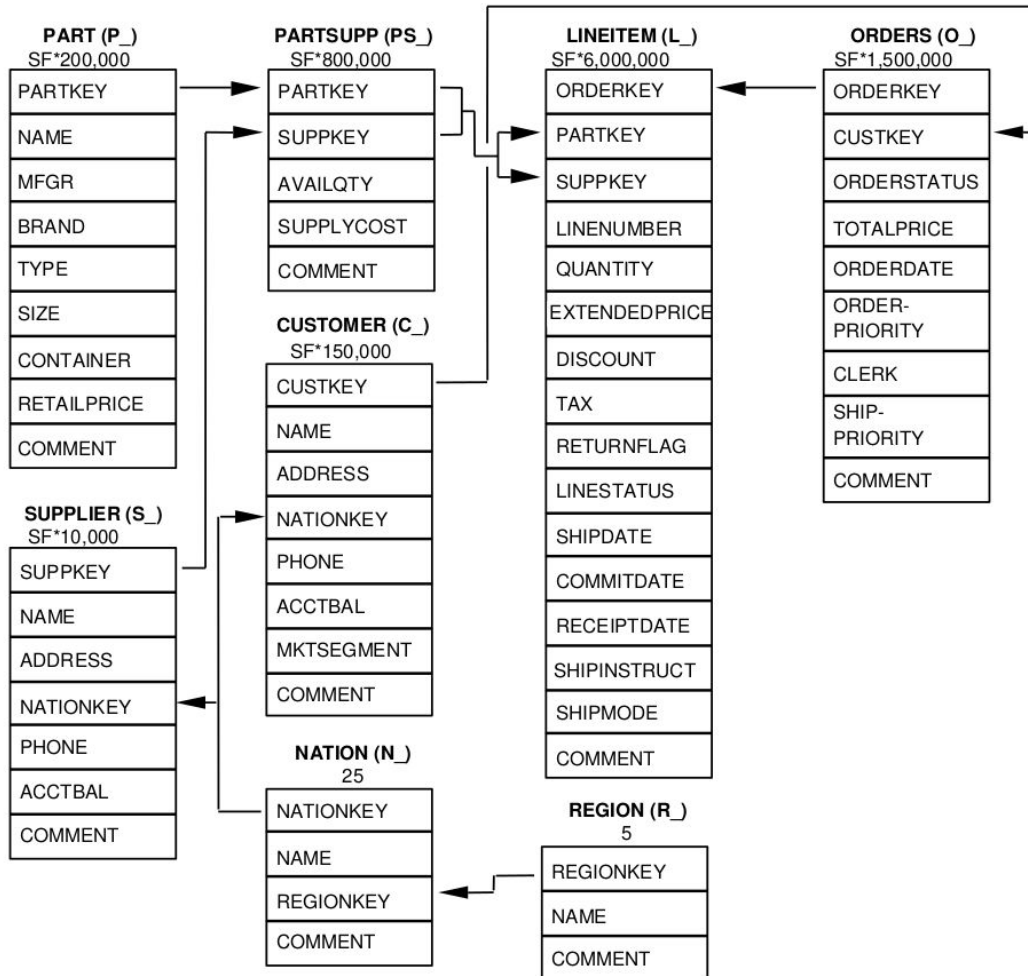 PART (P_)
SF*200,000
PARTKEY
NAME
MFGR
BRAND
TYPE
SIZE
CONTAINER
RETAILPRICE
COMMENT
SUPPLIER (S_)
SF*10,000
SUPPKEY
NAME
ADDRESS
NATIONKEY
PHONE
ACCTBAL
COMMENT
PARTSUPP (PS_)
SF*800,000
PARTKEY
SUPPKEY
AVAILQTY
SUPPLYCOST
COMMENT
CUSTOMER (C_)
SF*150,000
CUSTKEY
NAME
ADDRESS
NATIONKEY
PHONE
ACCTBAL
MKTSEGMENT
COMMENT
NATION (N_)
25
NATIONKEY
NAME
REGIONKEY
COMMENT
LINEITEM (L_)
SF*6,000,000
ORDERKEY
PARTKEY
SUPPKEY
LINENUMBER
QUANTITY
EXTENDEDPRICE
DISCOUNT
TAX
RETURNFLAG
LINESTATUS
SHIPDATE
COMMITDATE
RECEIPTDATE
SHIPINSTRUCT
SHIPMODE
COMMENT
REGION (R_)
5
REGIONKEY
NAME
COMMENT
ORDERS (O_)
SF*1,500,000
ORDERKEY
CUSTKEY
ORDERSTATUS
TOTALPRICE
ORDERDATE
ORDER-
PRIORITY
CLERK
SHIP-
PRIORITY
COMMENT